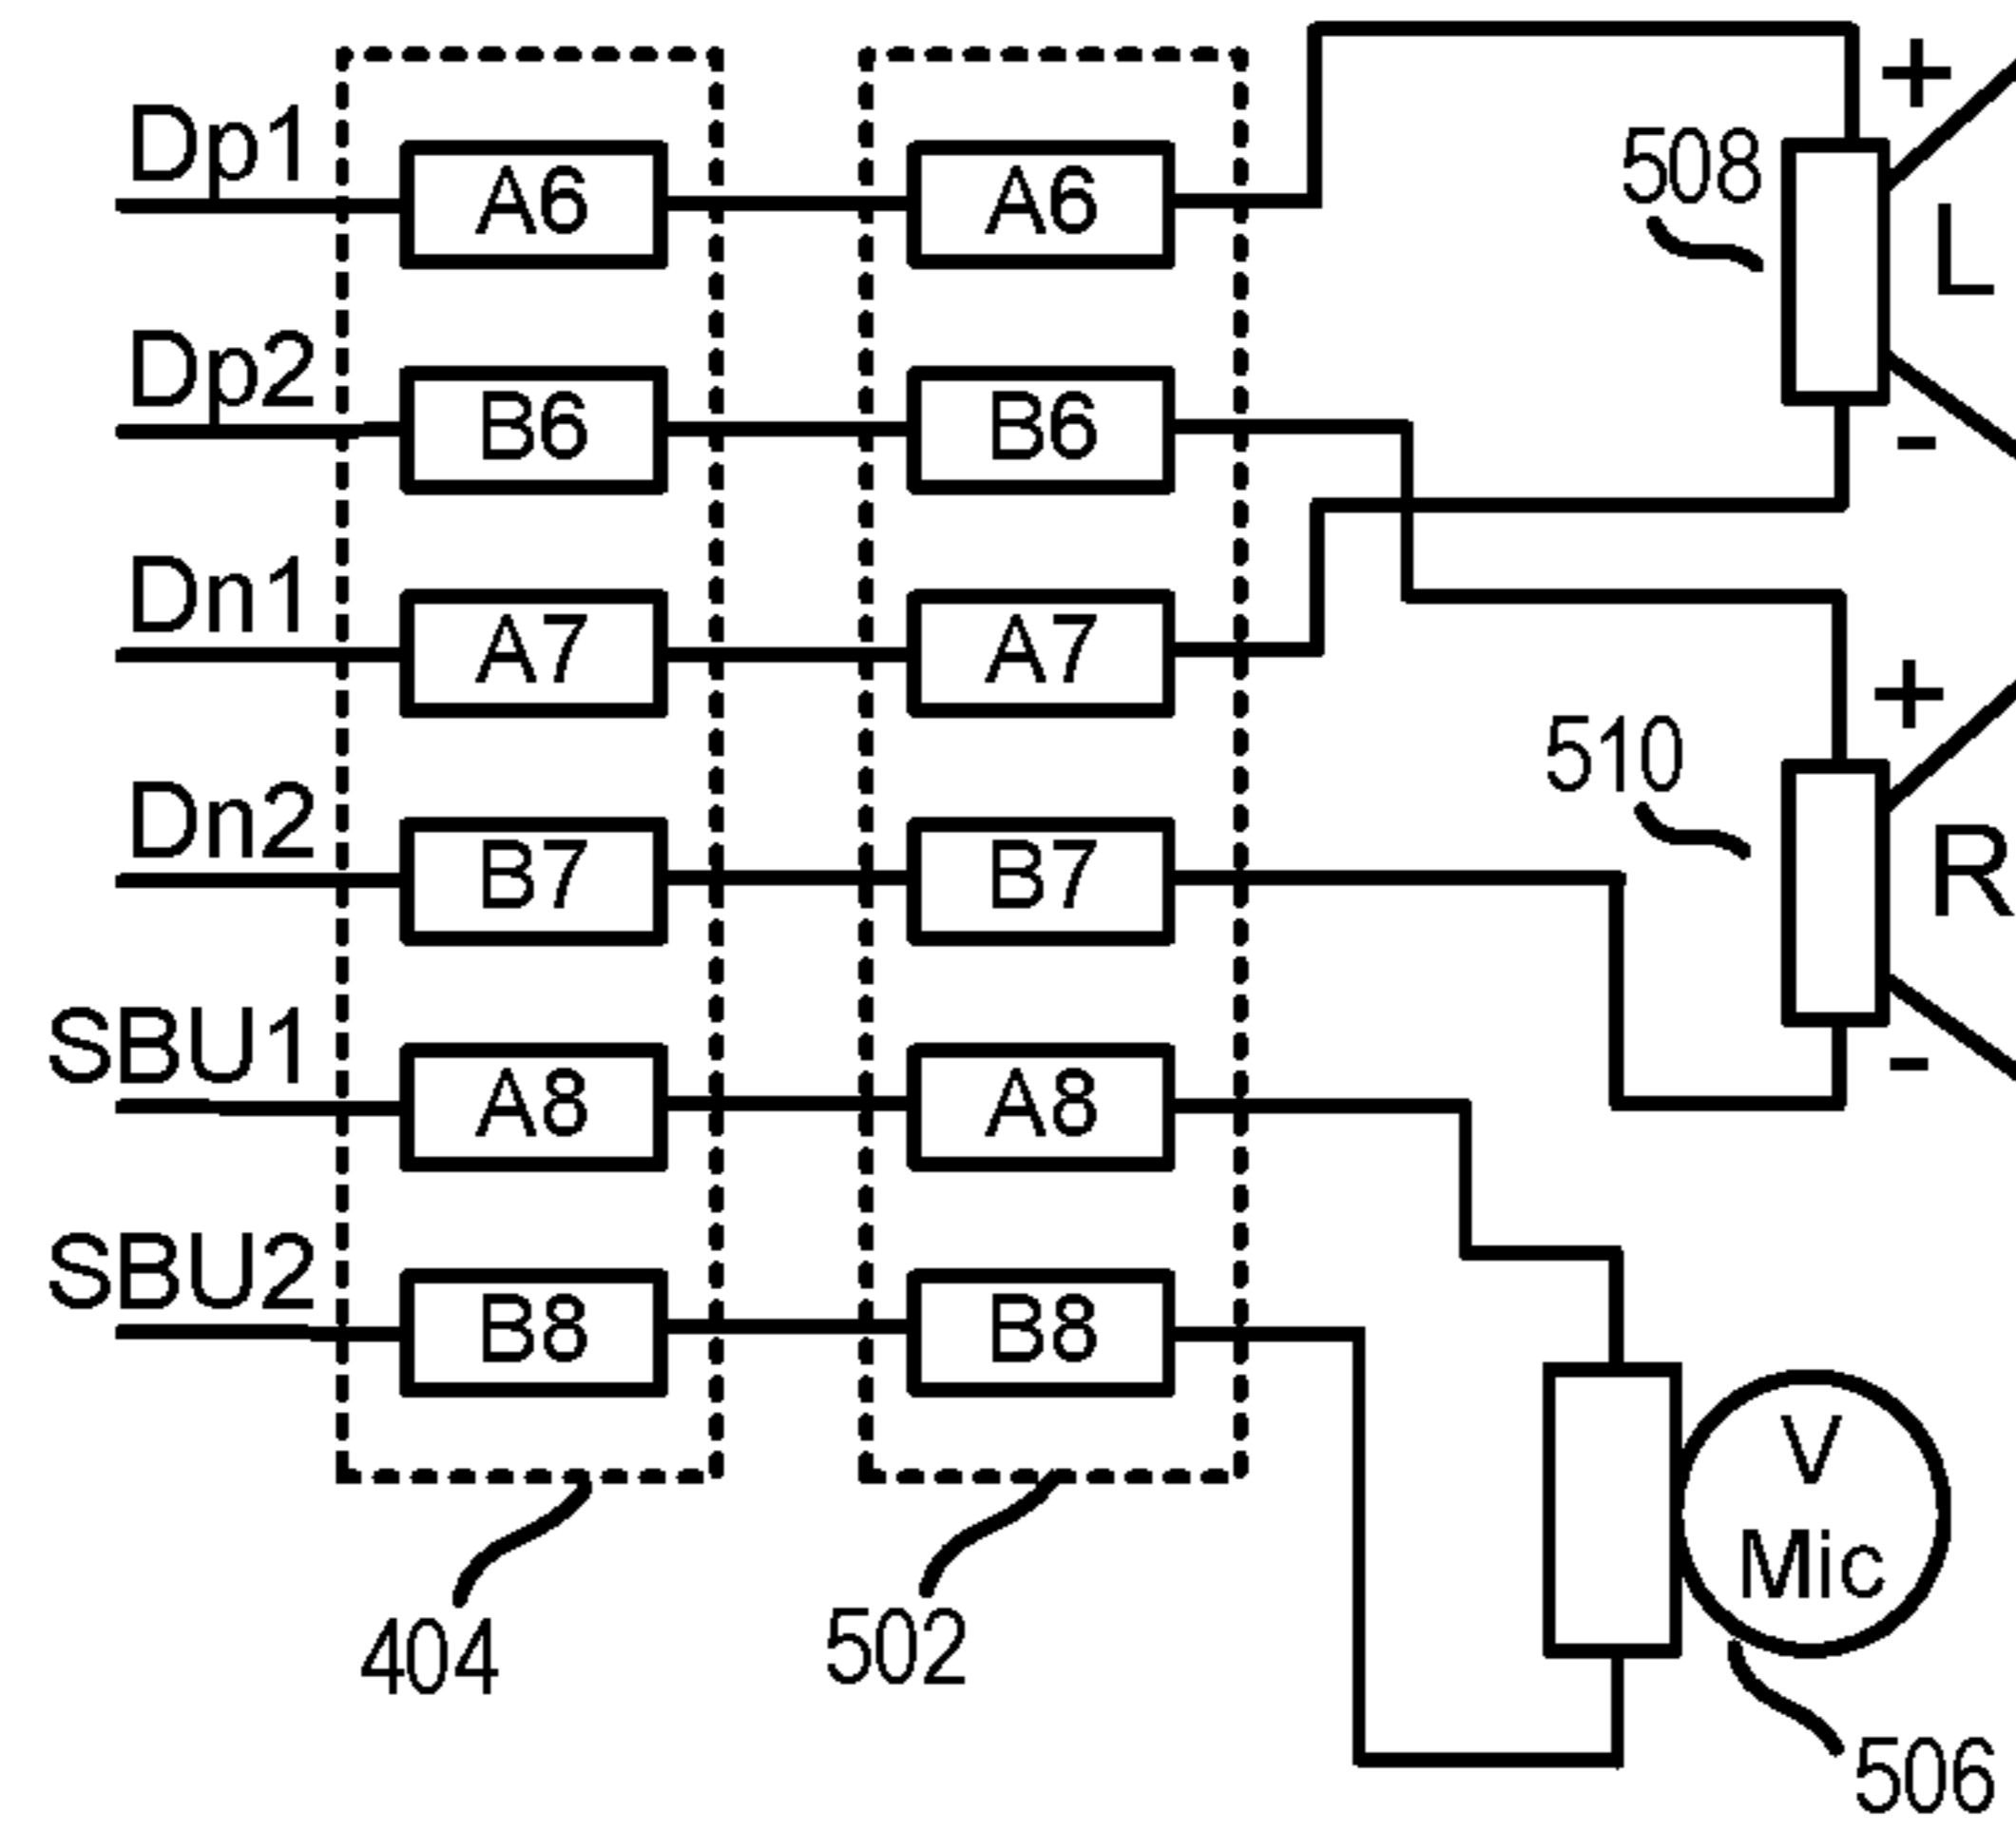 Dp1 A6 A6 + 508 L
Dp2 B6 B6 -
Dn1 A7 A7 + 510
Dn2 B7 B7 R
SBU1 A8 A8 -
SBU2 B8 B8
V
Mic
404 502
506